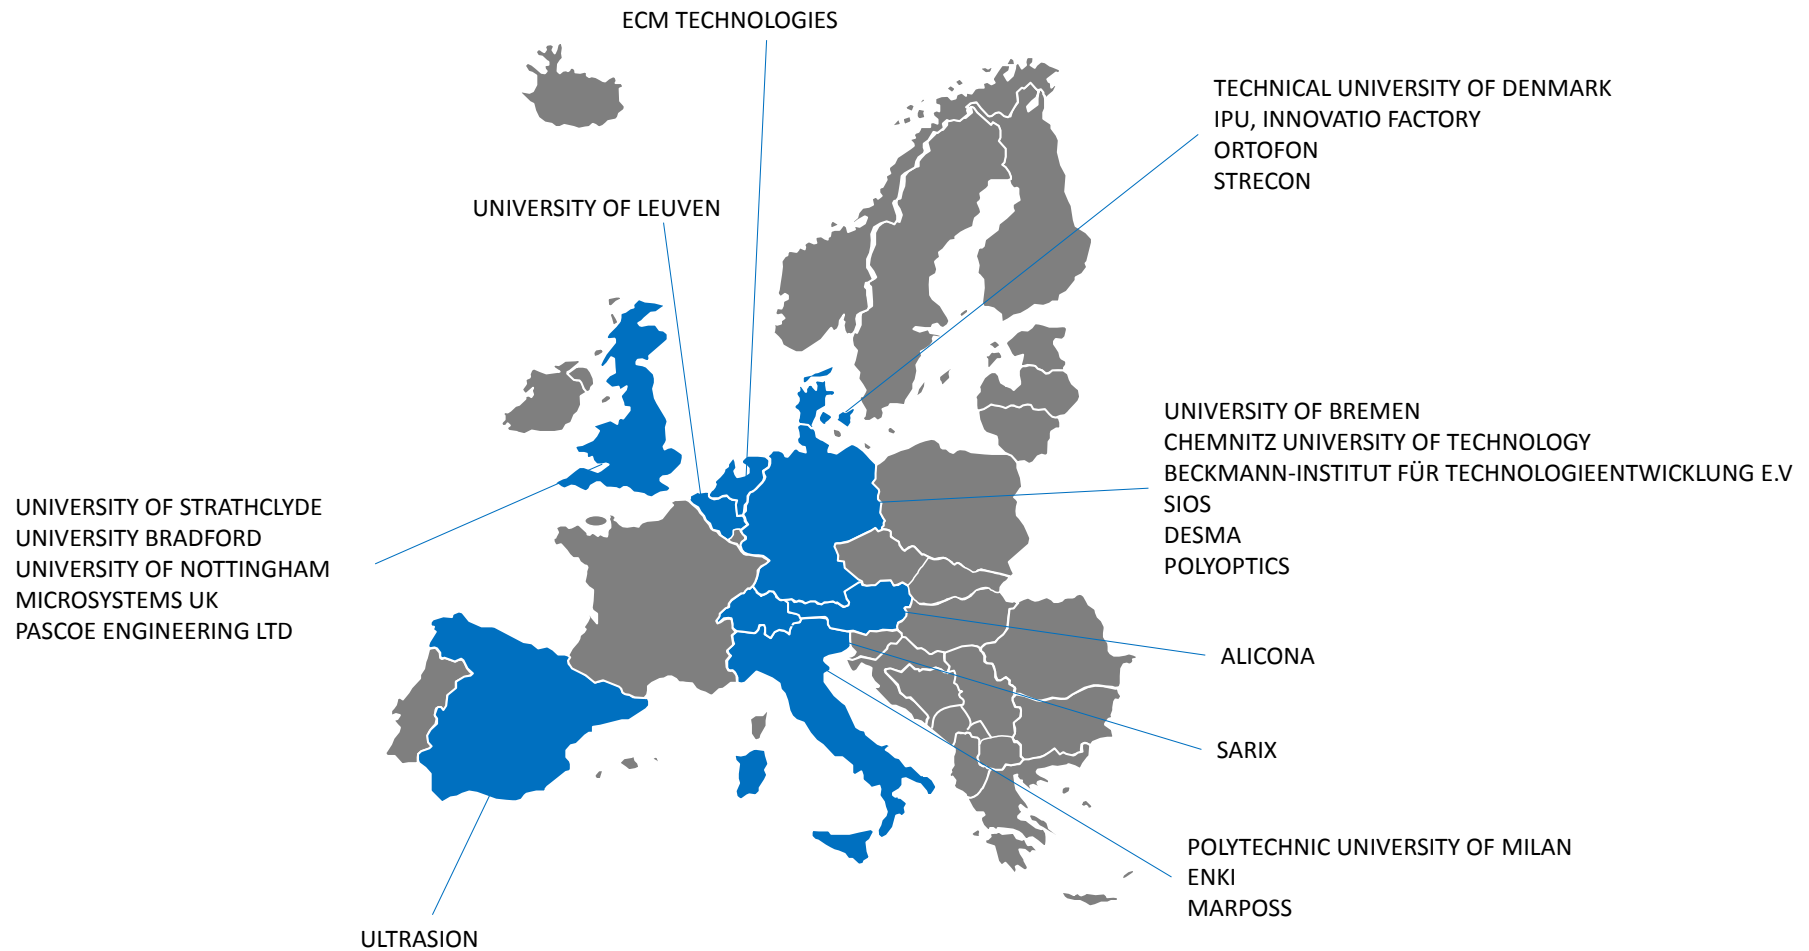 ECM TECHNOLOGIES
TECHNICAL UNIVERSITY OF DENMARK
IPU, INNOVATIO FACTORY
ORTOFON
STRECON
UNIVERSITY OF LEUVEN
UNIVERSITY OF BREMEN
CHEMNITZ UNIVERSITY OF TECHNOLOGY
BECKMANN-INSTITUT FÜR TECHNOLOGIEENTWICKLUNG E.V
SIOS
DESMA
POLYOPTICS
UNIVERSITY OF STRATHCLYDE
UNIVERSITY BRADFORD
UNIVERSITY OF NOTTINGHAM
MICROSYSTEMS UK
PASCOE ENGINEERING LTD
ALICONA
SARIX
POLYTECHNIC UNIVERSITY OF MILAN
ENKI
MARPOSS
ULTRASION